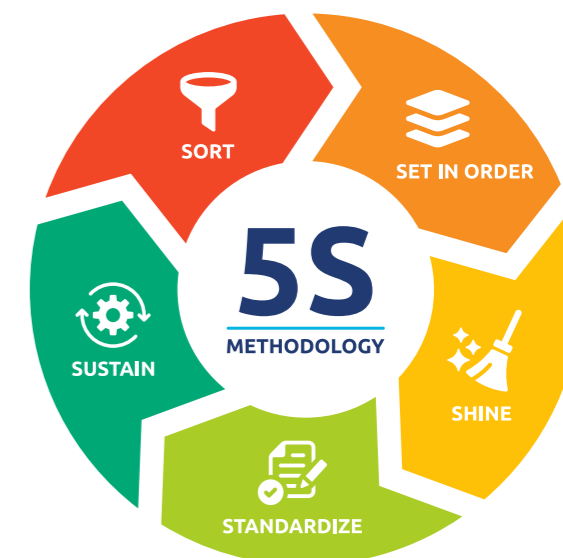 SORT
SET IN ORDER
5S
METHODOLOGY
SUSTAIN
SHINE
STANDARDIZE